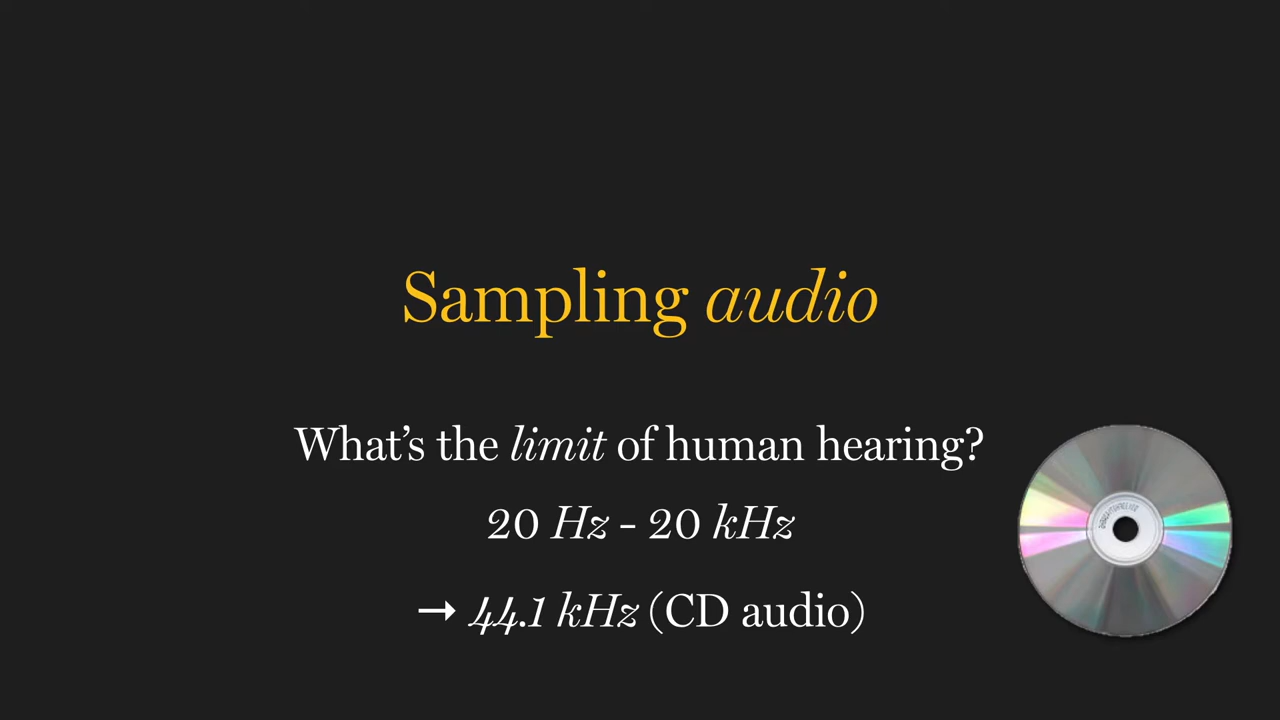 Sampling audio
What's the limit of human hearing?
20 Hz - 20 kHz
→ 44.1 kHz (CD audio)